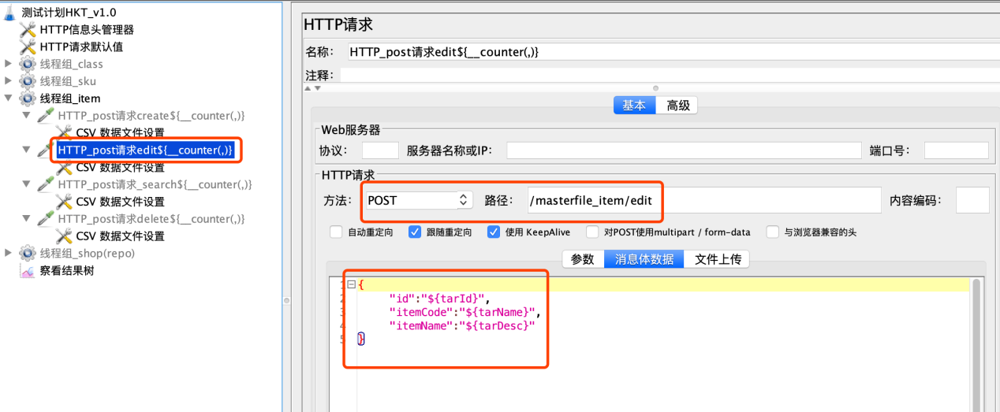 测试计划HKT_v1.0
HTTP信息头管理器
HTTP请求默认值
线程组_class
线程组_sku
线程组_item
HTTP_post请求create${__counter(,)}
CSV 数据文件设置
HTTP_post请求edit${__counter(,)}
CSV 数据文件设置
HTTP_post请求_search${__counter(,)}
CSV 数据文件设置
HTTP_post请求delete${__counter(,)}
CSV 数据文件设置
线程组_shop(repo)
察看结果树
HTTP请求
名称： HTTP_post请求edit${__counter(,)}
注释：
基本 高级
Web服务器
协议： 服务器名称或IP： 端口号：
HTTP请求
方法： POST 路径： /masterfile_item/edit 内容编码：
自动重定向 跟随重定向 使用 KeepAlive 对POST使用multipart / form-data 与浏览器兼容的头
参数 消息体数据 文件上传
1 {
2 "id":"${tarId}",
3 "itemCode":"${tarName}",
4 "itemName":"${tarDesc}"
5 }